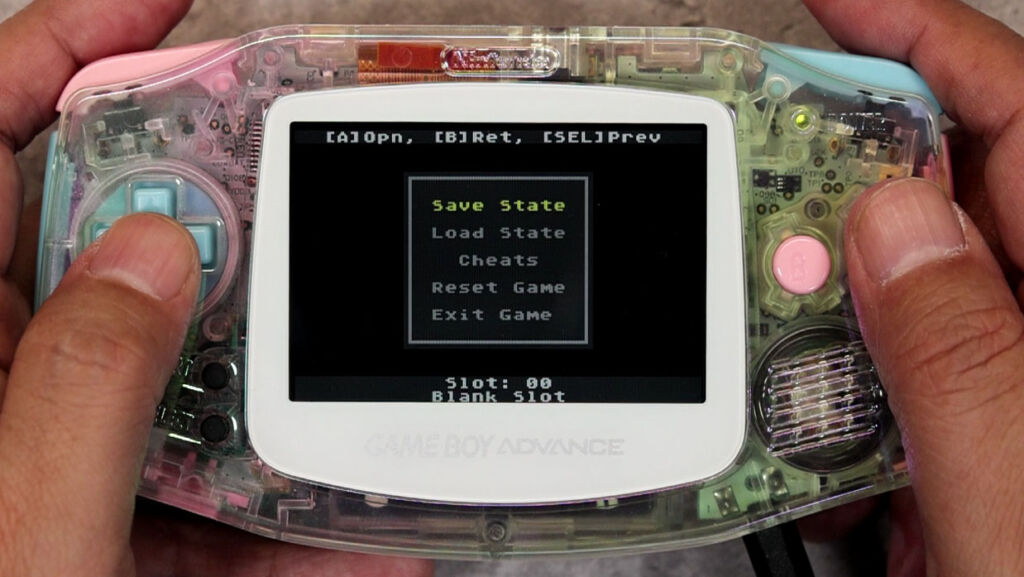 [A]Opn, [B]Ret, [SEL]Prev
Save State
Load State
Cheats
Reset Game
Exit Game
Slot: 00
Blank Slot
GAME BOY ADVANCE